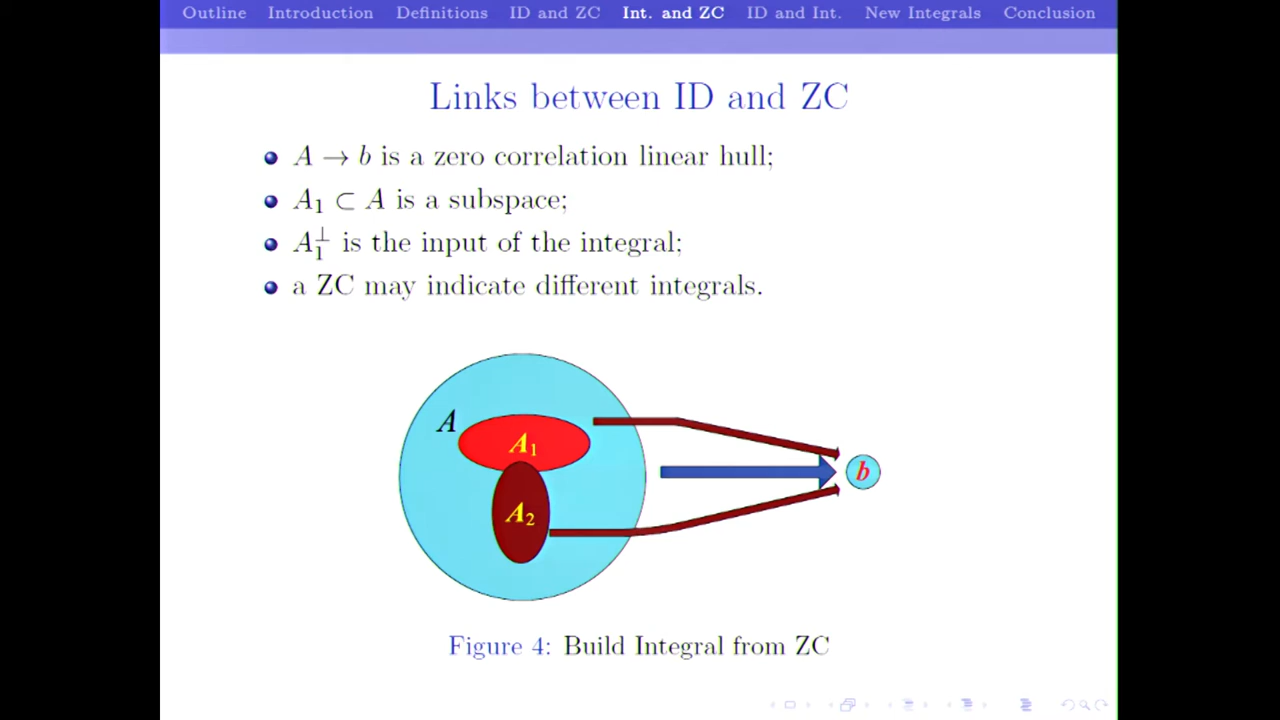 Outline Introduction Definitions ID and ZC Int. and ZC ID and Int. New Integrals Conclusion
Links between ID and ZC
A → b is a zero correlation linear hull;
A₁ ⊂ A is a subspace;
A₁^⊥ is the input of the integral;
a ZC may indicate different integrals.
A
A₁
A₂
b
Figure 4: Build Integral from ZC